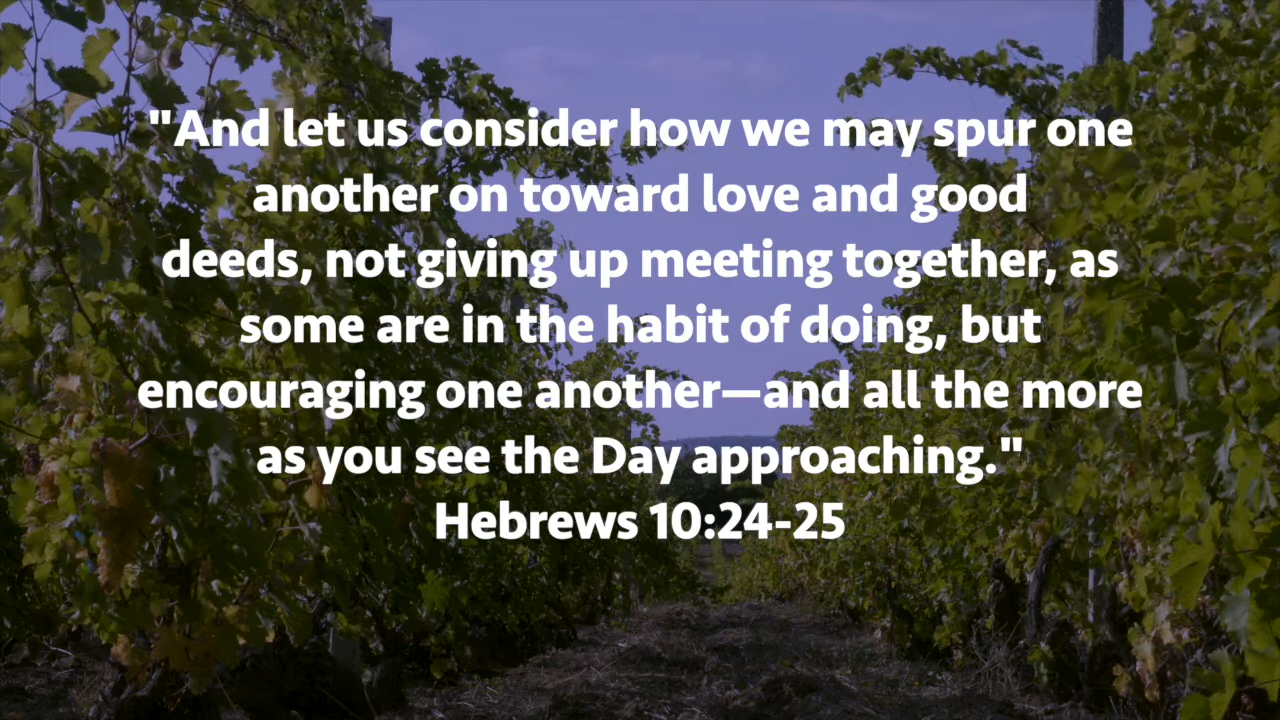 "And let us consider how we may spur one
another on toward love and good
deeds, not giving up meeting together, as
some are in the habit of doing, but
encouraging one another—and all the more
as you see the Day approaching."
Hebrews 10:24-25